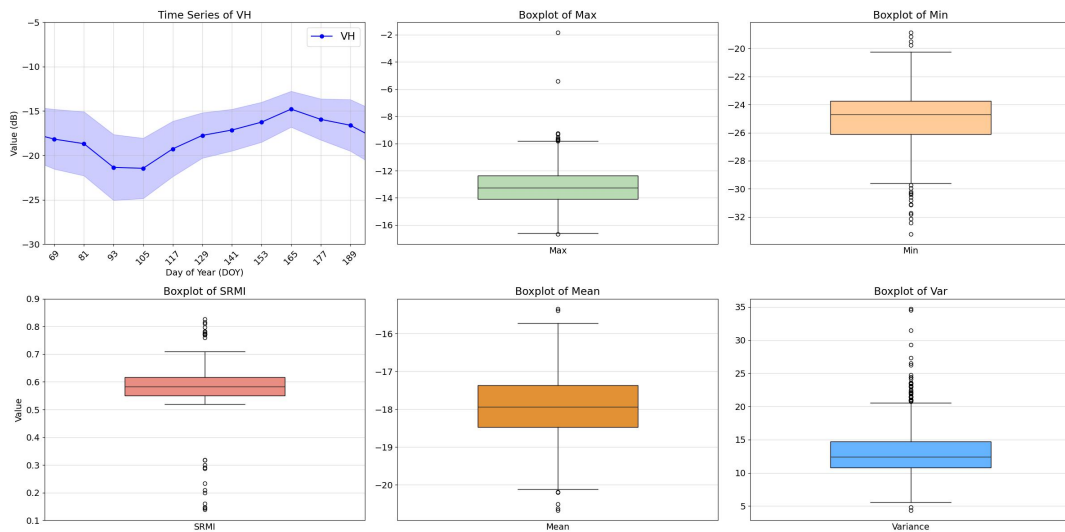 Time Series of VH
−5
−10
−15
−20
−25
−30
Value (dB)
VH
69 81 93 105 117 129 141 153 165 177 189
Day of Year (DOY)
Boxplot of Max
−2
−4
−6
−8
−10
−12
−14
−16
Max
Boxplot of Min
−20
−22
−24
−26
−28
−30
−32
Min
Boxplot of SRMI
0.9
0.8
0.7
0.6
0.5
0.4
0.3
0.2
0.1
Value
SRMI
Boxplot of Mean
−16
−17
−18
−19
−20
Mean
Boxplot of Var
35
30
25
20
15
10
5
Variance